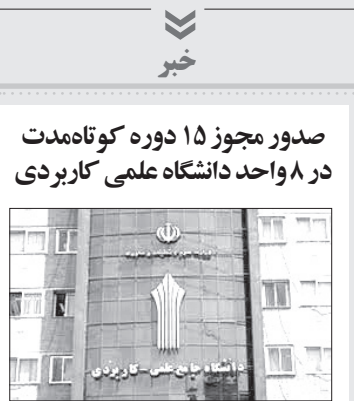 خبر
صدور مجوز ۱۵ دوره کوتاه‌مدت
در ۸ واحد دانشگاه علمی کاربردی
دانشگاه جامع علمی-کاربردی